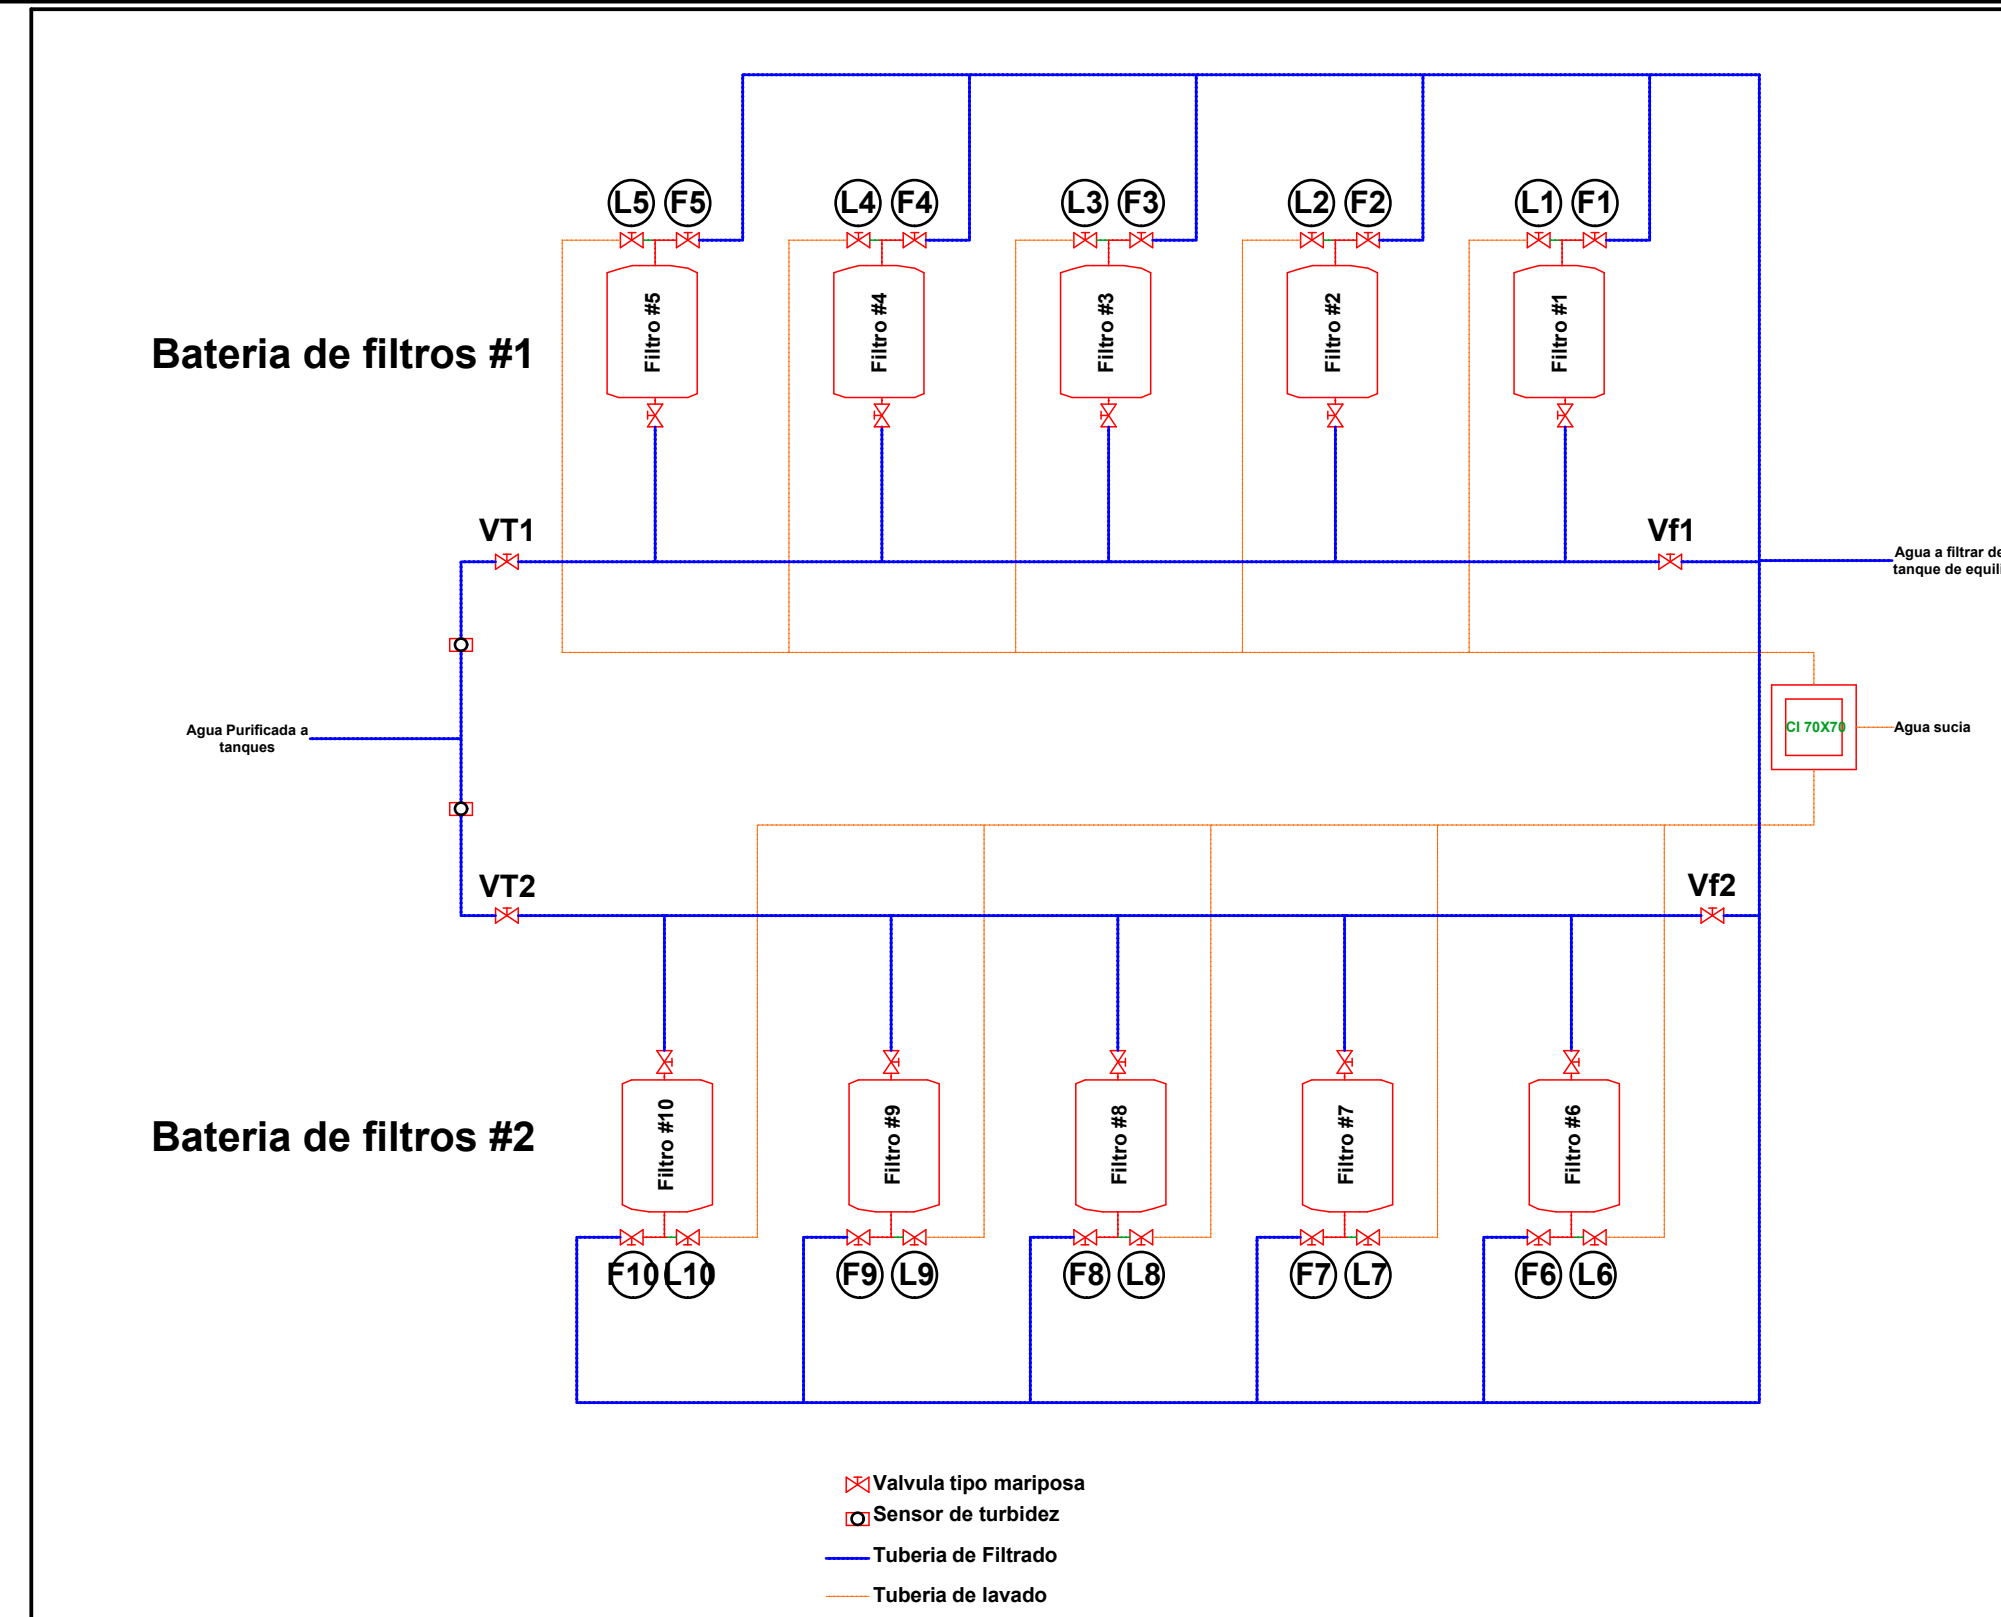 L5 F5 L4 F4 L3 F3 L2 F2 L1 F1
Filtro #5
Filtro #4
Filtro #3
Filtro #2
Filtro #1
Bateria de filtros #1
VT1
Vf1
Agua a filtrar de
tanque de equili
Agua Purificada a
tanques
CI 70X70
Agua sucia
VT2
Vf2
Filtro #10
Filtro #9
Filtro #8
Filtro #7
Filtro #6
Bateria de filtros #2
F10 L10 F9 L9 F8 L8 F7 L7 F6 L6
Valvula tipo mariposa
Sensor de turbidez
Tuberia de Filtrado
Tuberia de lavado